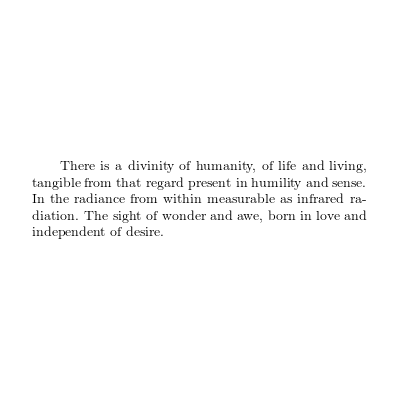 There is a divinity of humanity, of life and living,
tangible from that regard present in humility and sense.
In the radiance from within measurable as infrared ra-
diation. The sight of wonder and awe, born in love and
independent of desire.